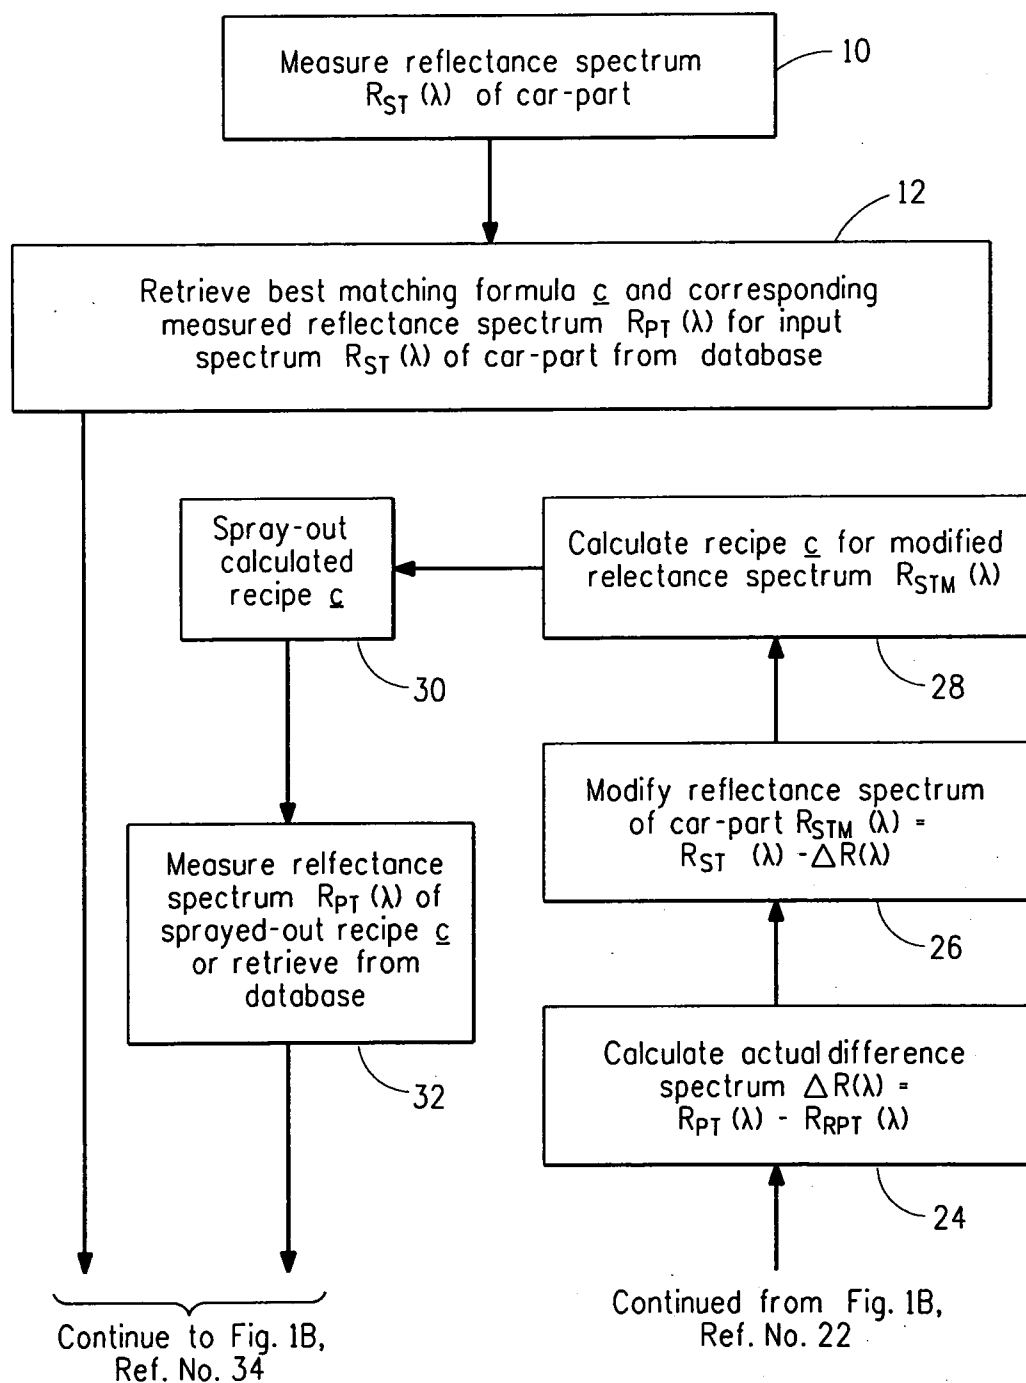 Measure reflectance spectrum
R_ST (λ) of car-part
10
12
Retrieve best matching formula c and corresponding
measured reflectance spectrum R_PT (λ) for input
spectrum R_ST (λ) of car-part from database
Spray-out
calculated
recipe c
30
Calculate recipe c for modified
relectance spectrum R_STM (λ)
28
Modify reflectance spectrum
of car-part R_STM (λ) =
R_ST (λ) - △R(λ)
26
Measure relfectance
spectrum R_PT (λ) of
sprayed-out recipe c
or retrieve from
database
32
Calculate actual difference
spectrum △R(λ) =
R_PT (λ) - R_RPT (λ)
24
Continued from Fig. 1B,
Ref. No. 22
Continue to Fig. 1B,
Ref. No. 34